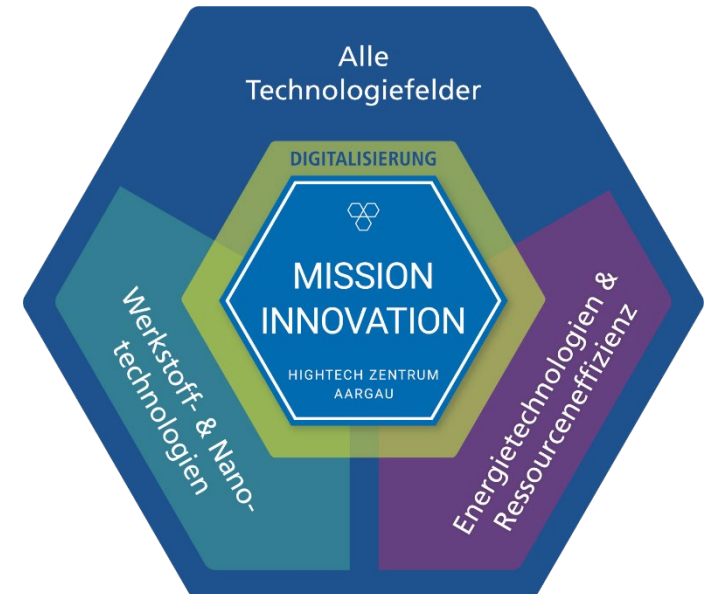 Alle
Technologiefelder
DIGITALISIERUNG
MISSION
INNOVATION
HIGHTECH ZENTRUM
AARGAU
Werkstoff- & Nano-
technologien
Energietechnologien &
Ressourceneffizienz